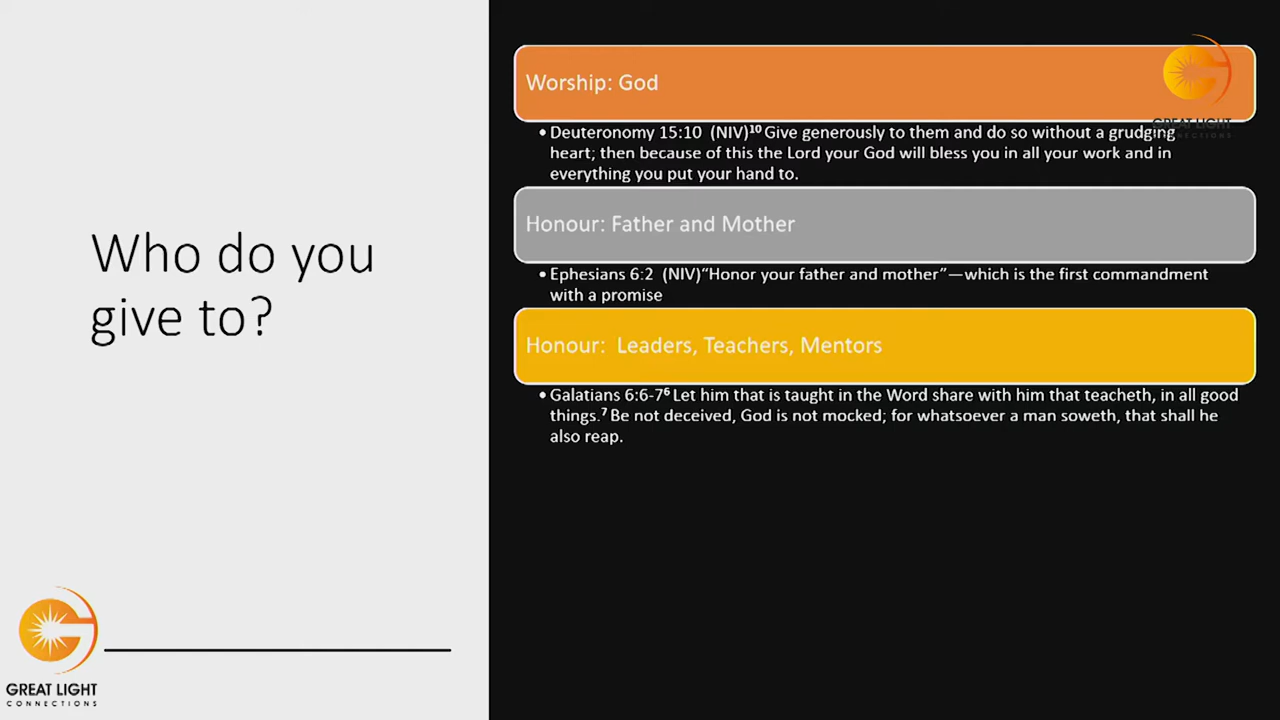 Who do you
give to?
GREAT LIGHT
CONNECTIONS
Worship: God
GREAT LIGHT
CONNECTIONS
• Deuteronomy 15:10 (NIV)¹⁰ Give generously to them and do so without a grudging
heart; then because of this the Lord your God will bless you in all your work and in
everything you put your hand to.
Honour: Father and Mother
• Ephesians 6:2 (NIV)“Honor your father and mother”—which is the first commandment
with a promise
Honour: Leaders, Teachers, Mentors
• Galatians 6:6-7⁶ Let him that is taught in the Word share with him that teacheth, in all good
things.⁷ Be not deceived, God is not mocked; for whatsoever a man soweth, that shall he
also reap.